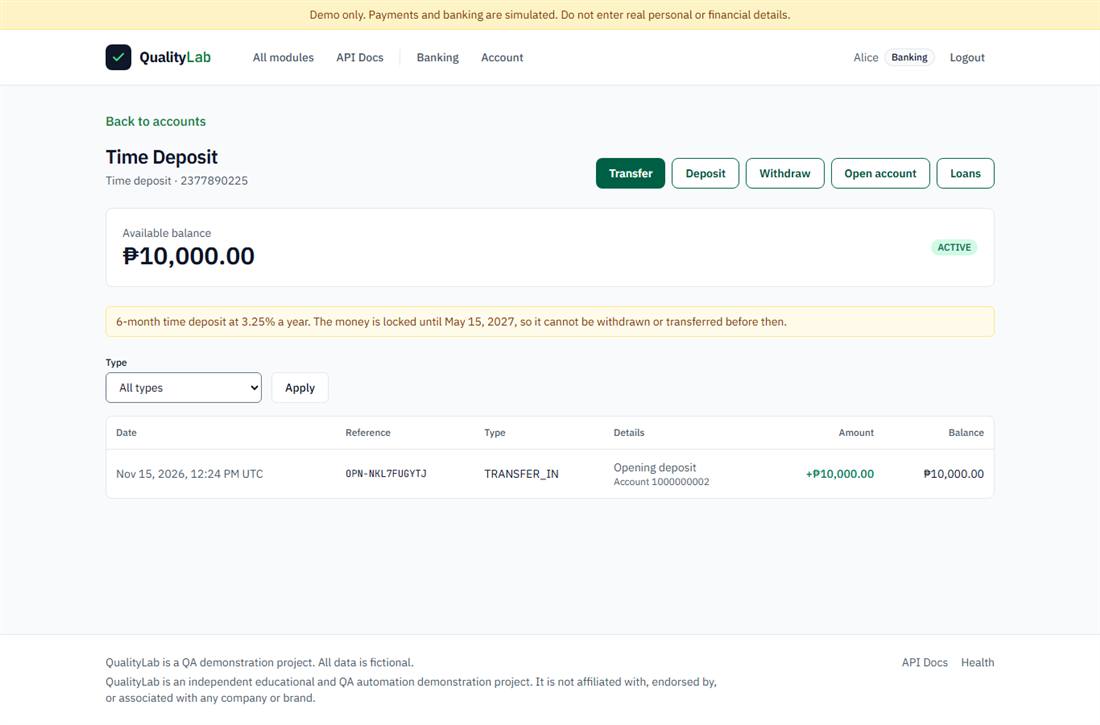 Demo only. Payments and banking are simulated. Do not enter real personal or financial details.
QualityLab
All modules
API Docs
Banking
Account
Alice
Banking
Logout
Back to accounts
Time Deposit
Time deposit · 2377890225
Transfer
Deposit
Withdraw
Open account
Loans
Available balance
₱10,000.00
ACTIVE
6-month time deposit at 3.25% a year. The money is locked until May 15, 2027, so it cannot be withdrawn or transferred before then.
Type
All types
Apply
Date Reference Type Details Amount Balance
Nov 15, 2026, 12:24 PM UTC OPN-NKL7FUGYTJ TRANSFER_IN Opening deposit +₱10,000.00 ₱10,000.00
Account 1000000002
QualityLab is a QA demonstration project. All data is fictional.
API Docs
Health
QualityLab is an independent educational and QA automation demonstration project. It is not affiliated with, endorsed by,
or associated with any company or brand.